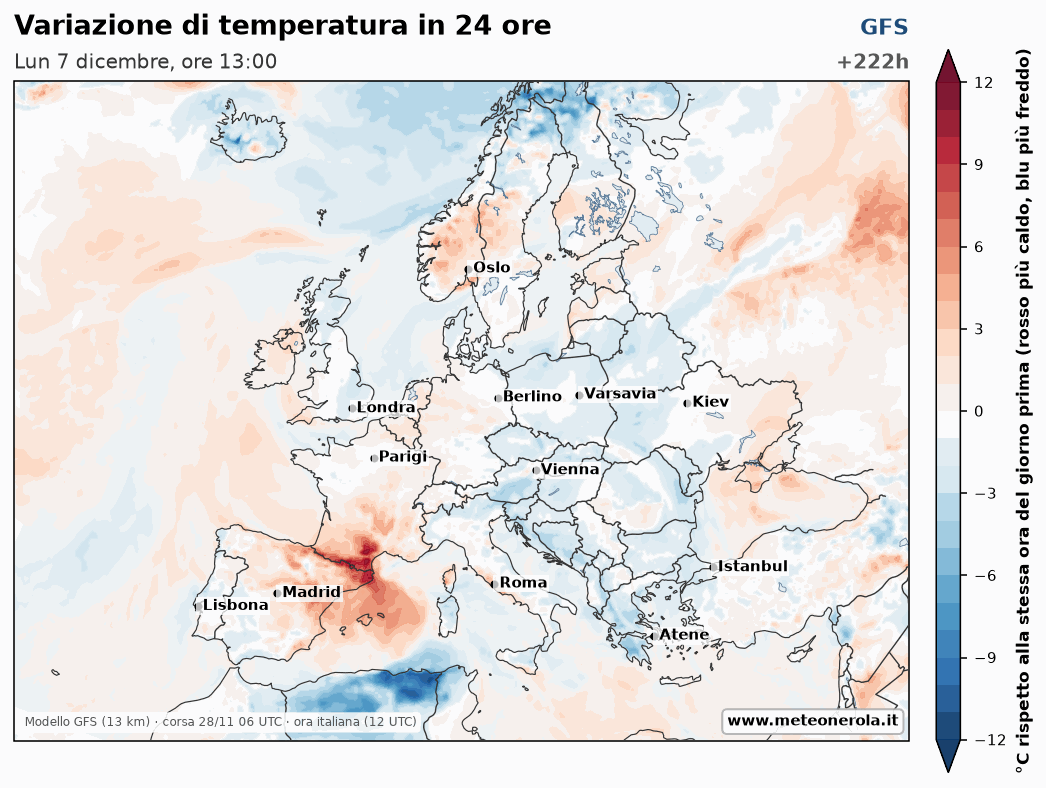 Variazione di temperatura in 24 ore
GFS
Lun 7 dicembre, ore 13:00
+222h
Oslo
Londra
Berlino
Varsavia
Kiev
Parigi
Vienna
Istanbul
Roma
Madrid
Lisbona
Atene
Modello GFS (13 km) · corsa 28/11 06 UTC · ora italiana (12 UTC)
www.meteonerola.it
12
9
6
3
0
−3
−6
−9
−12
°C rispetto alla stessa ora del giorno prima (rosso più caldo, blu più freddo)